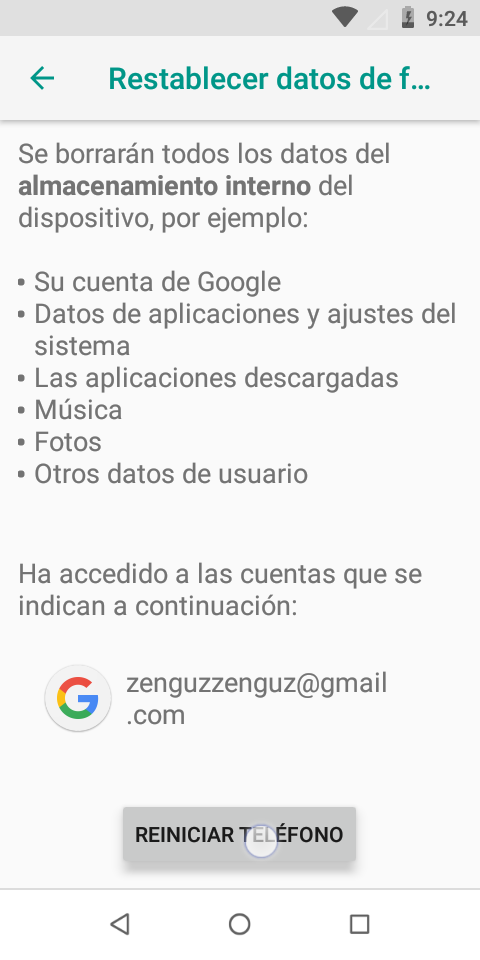 9:24
Restablecer datos de f...
Se borrarán todos los datos del
almacenamiento interno del
dispositivo, por ejemplo:
• Su cuenta de Google
• Datos de aplicaciones y ajustes del
sistema
• Las aplicaciones descargadas
• Música
• Fotos
• Otros datos de usuario
Ha accedido a las cuentas que se
indican a continuación:
zenguzzenguz@gmail
.com
REINICIAR TELÉFONO